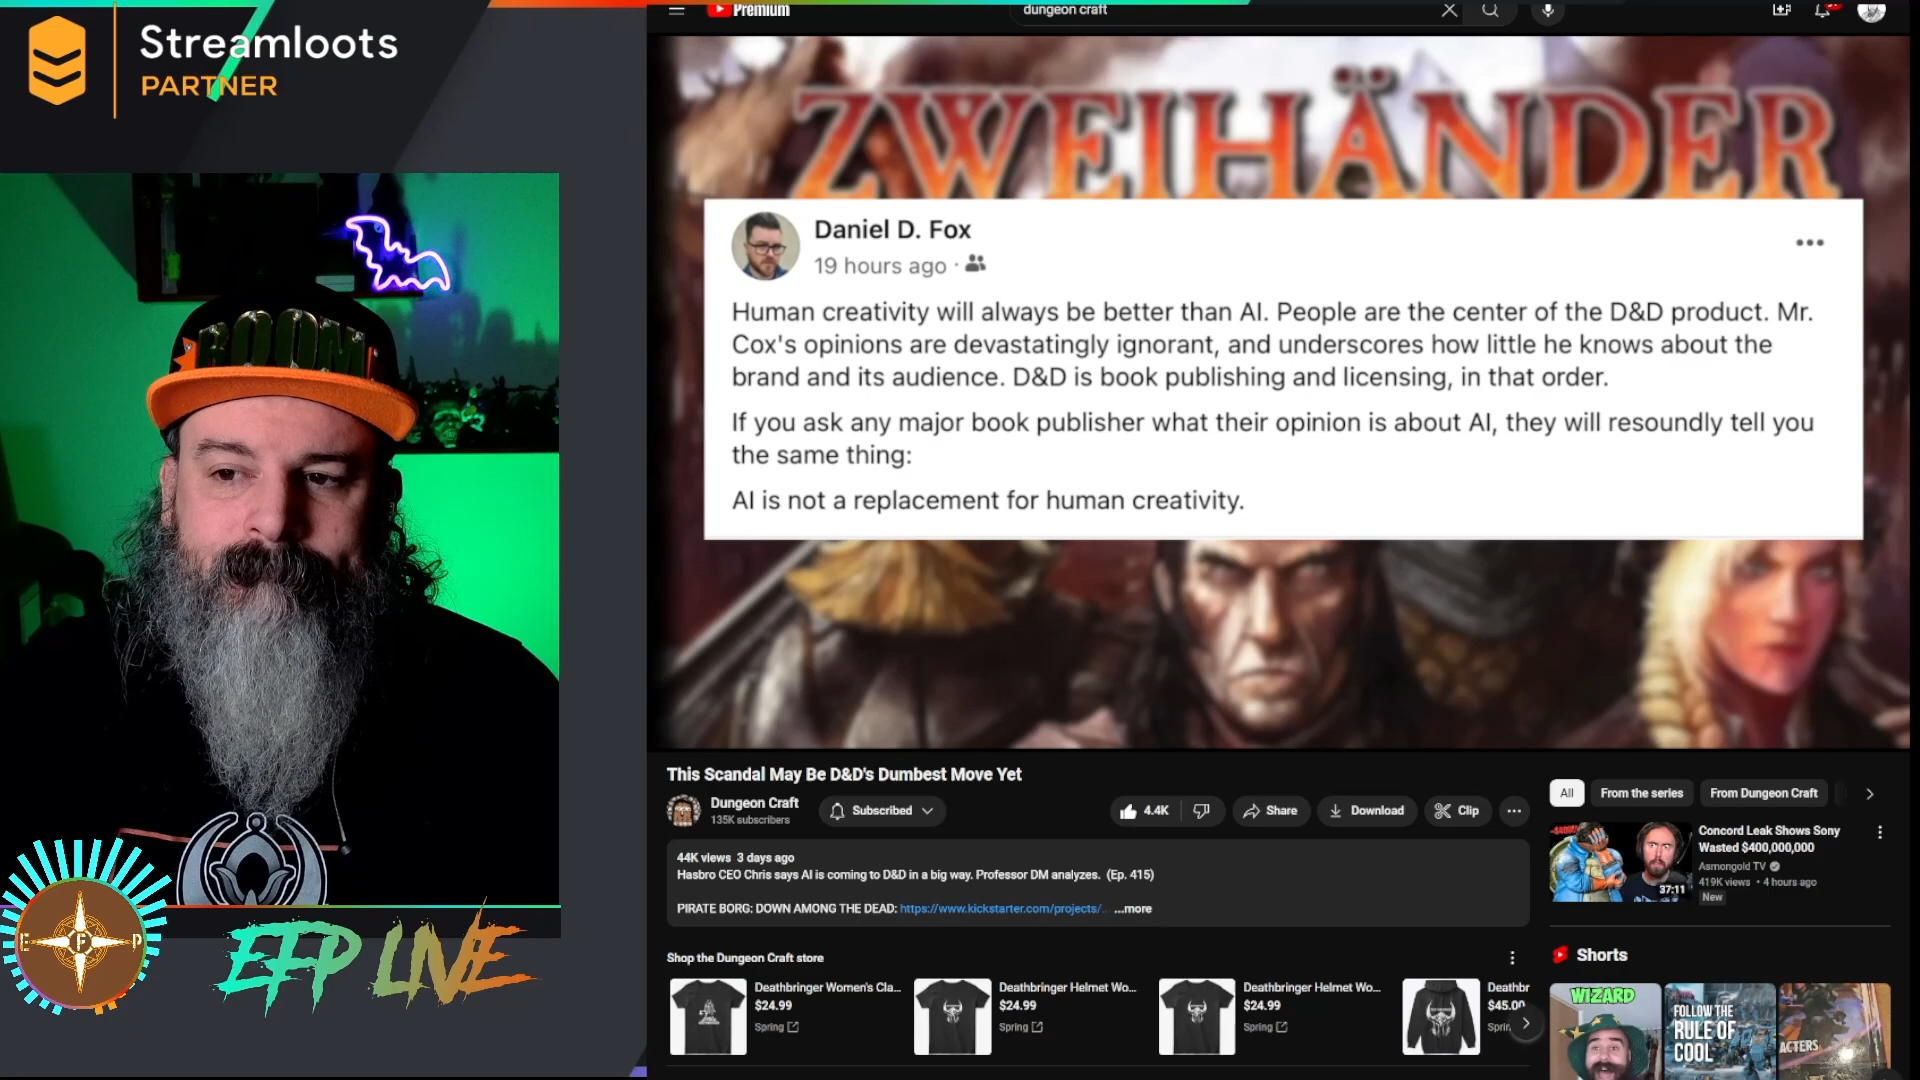 Streamloots
PARTNER
BOOM
E F P
EFP LIVE
Premium
dungeon craft
ZWEIHÄNDER
Daniel D. Fox
19 hours ago ·
Human creativity will always be better than AI. People are the center of the D&D product. Mr.
Cox's opinions are devastatingly ignorant, and underscores how little he knows about the
brand and its audience. D&D is book publishing and licensing, in that order.
If you ask any major book publisher what their opinion is about AI, they will resoundly tell you
the same thing:
AI is not a replacement for human creativity.
This Scandal May Be D&D's Dumbest Move Yet
Dungeon Craft
135K subscribers
Subscribed
4.4K
Share
Download
Clip
44K views 3 days ago
Hasbro CEO Chris says AI is coming to D&D in a big way. Professor DM analyzes. (Ep. 415)
PIRATE BORG: DOWN AMONG THE DEAD: https://www.kickstarter.com/projects/... ...more
Shop the Dungeon Craft store
Deathbringer Women's Cla...
$24.99
Spring
Deathbringer Helmet Wo...
$24.99
Spring
Deathbringer Helmet Wo...
$24.99
Spring
Deathbr
$45.00
Sprin
All
From the series
From Dungeon Craft
Concord Leak Shows Sony
Wasted $400,000,000
Asmongold TV
419K views • 4 hours ago
New
37:11
Shorts
WIZARD
FOLLOW THE
RULE OF
COOL
ACTERS